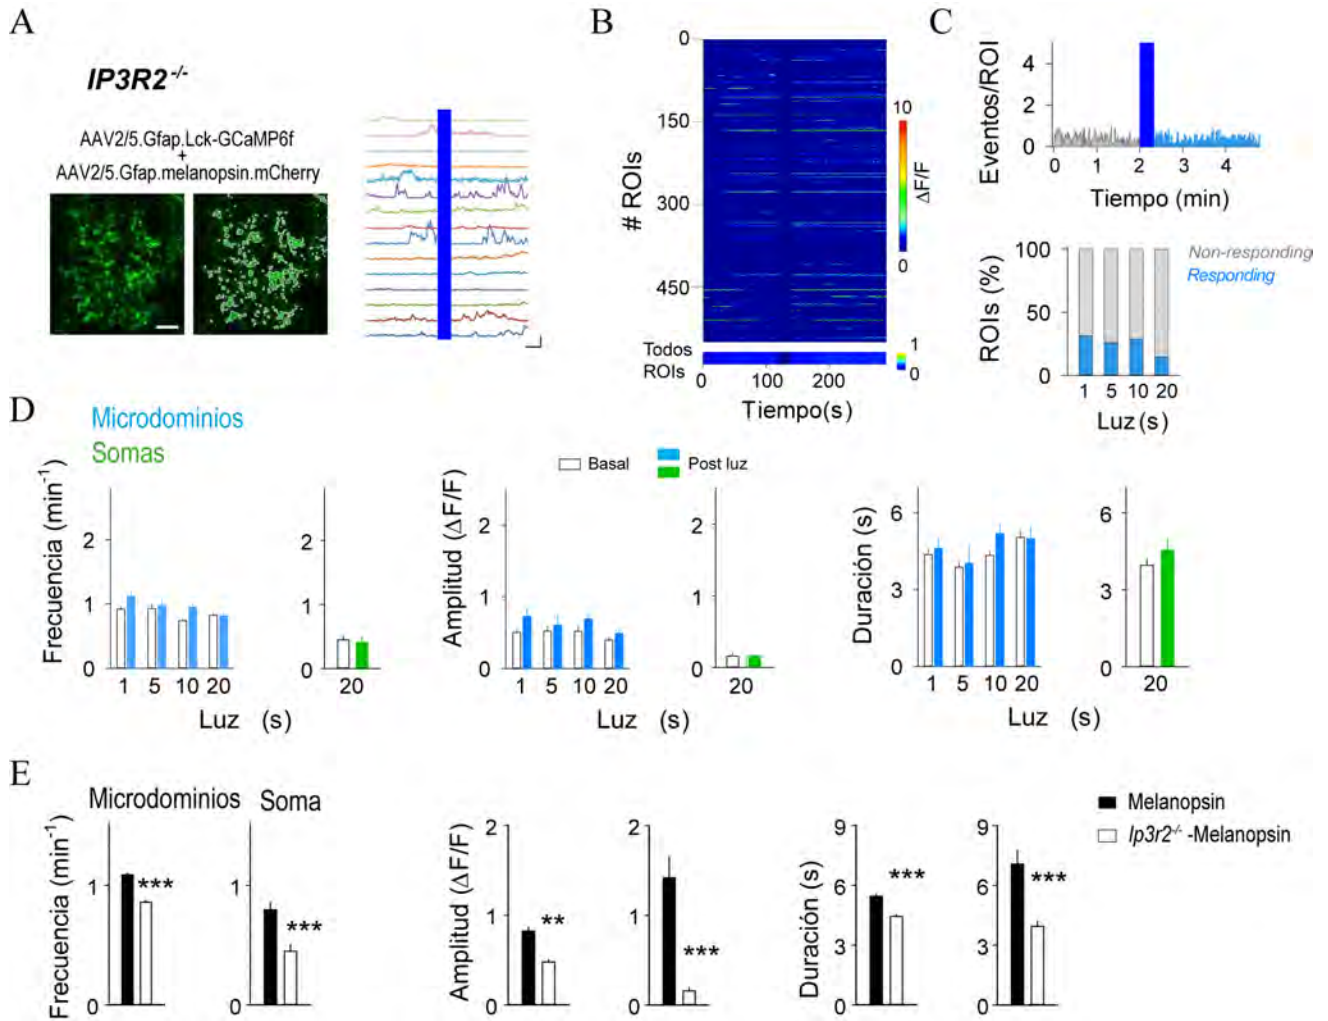 A
IP3R2 -/-
AAV2/5.Gfap.Lck-GCaMP6f
+
AAV2/5.Gfap.melanopsin.mCherry
B
0
150
300
450
# ROIs
10
0
ΔF/F
Todos
ROIs
1
0
0 100 200
Tiempo(s)
C
4
2
0
Eventos/ROI
0 1 2 3 4
Tiempo (min)
100
50
0
ROIs (%)
Non-responding
Responding
1 5 10 20
Luz (s)
D
Microdominios
Somas
Basal
Post luz
Frecuencia (min-1)
2
1
0
1 5 10 20
2
1
0
20
Luz (s)
Amplitud (ΔF/F)
2
1
0
1 5 10 20
2
1
0
20
Luz (s)
Duración (s)
6
3
0
1 5 10 20
6
3
0
20
Luz (s)
E
Microdominios Soma
Frecuencia (min-1)
1
0
***
1
0
***
Amplitud (ΔF/F)
2
1
0
**
2
1
0
***
Duración (s)
9
6
3
0
***
9
6
3
0
***
Melanopsin
Ip3r2-/- -Melanopsin